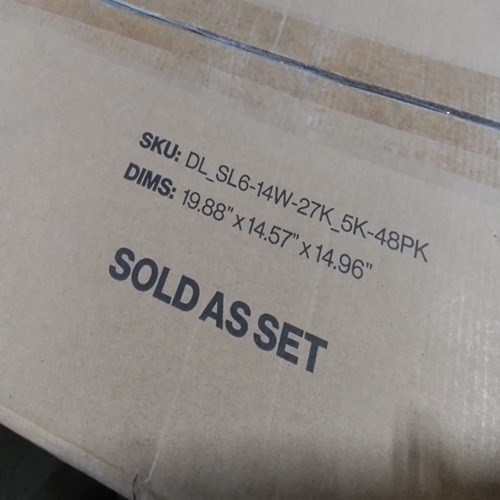 SKU: DL_SL6-14W-27K_5K-48PK
DIMS: 19.88" x 14.57" x 14.96"
SOLD AS SET